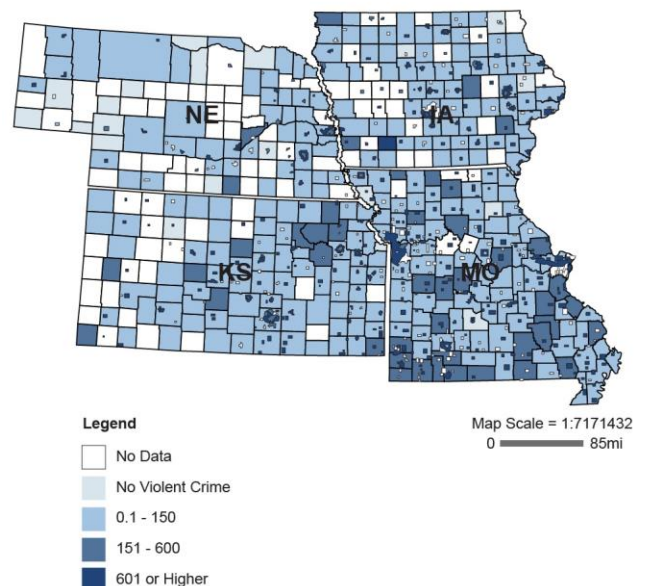 NE
IA
KS
MO
Legend
No Data
No Violent Crime
0.1 - 150
151 - 600
601 or Higher
Map Scale = 1:7171432
0 85mi